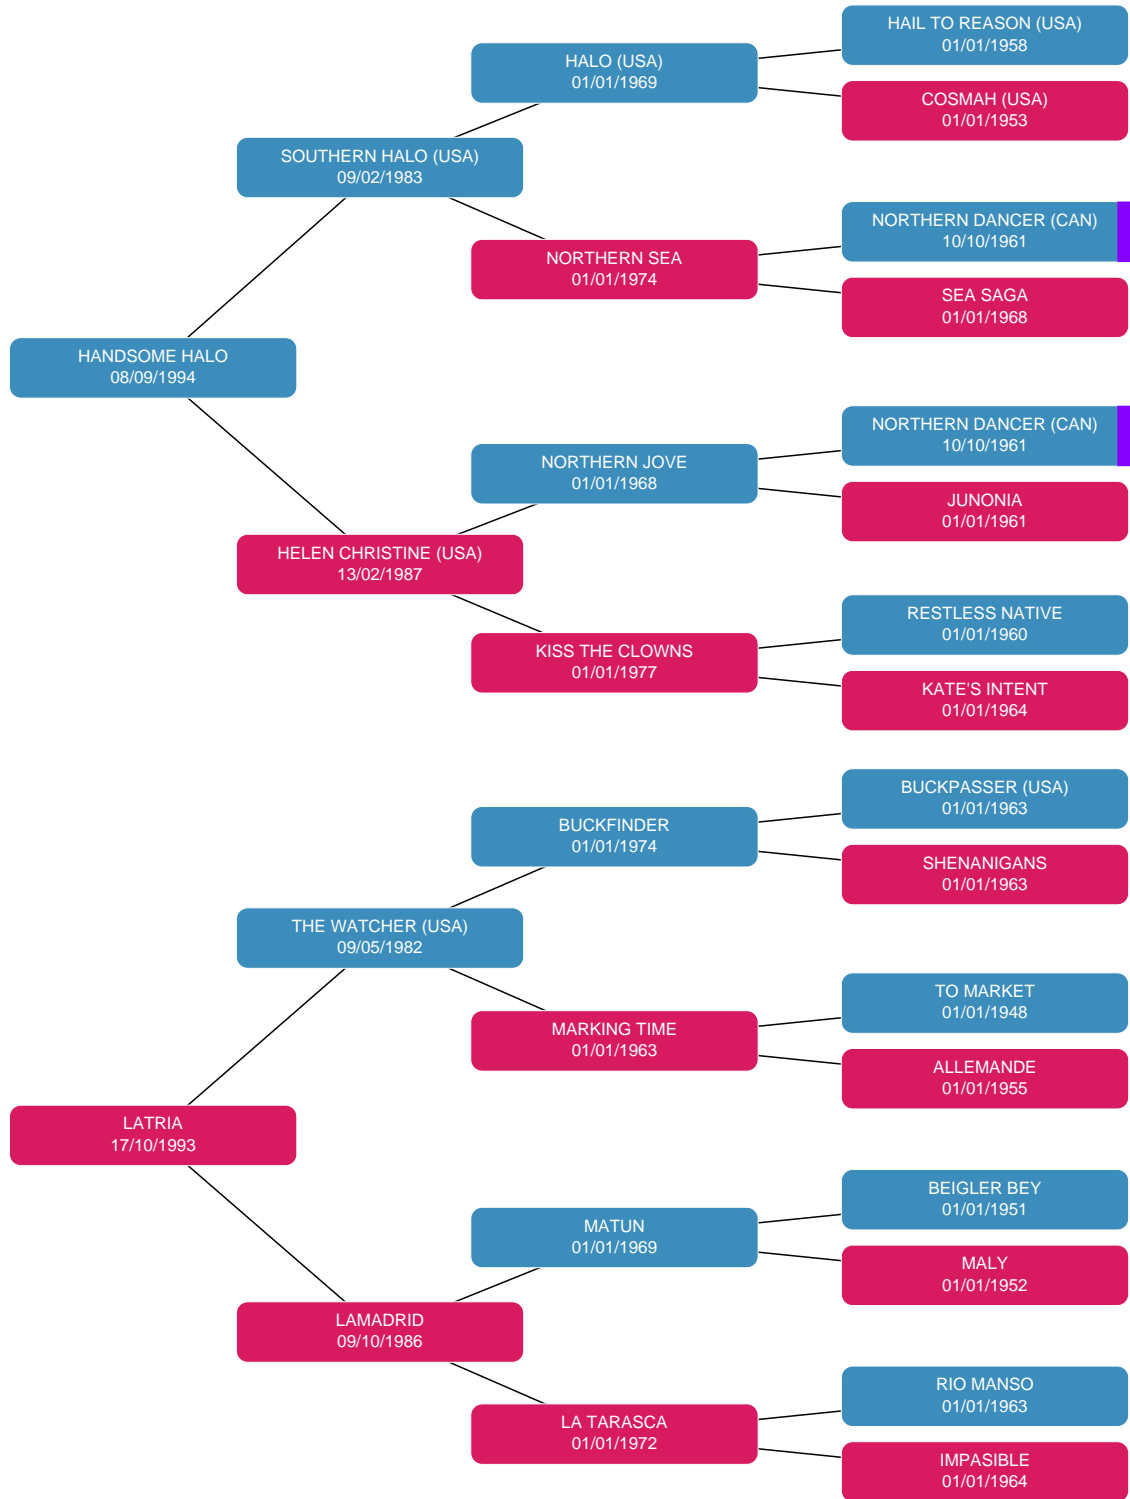 HAIL TO REASON (USA)
01/01/1958
HALO (USA)
01/01/1969
COSMAH (USA)
01/01/1953
SOUTHERN HALO (USA)
09/02/1983
NORTHERN DANCER (CAN)
10/10/1961
NORTHERN SEA
01/01/1974
SEA SAGA
01/01/1968
HANDSOME HALO
08/09/1994
NORTHERN DANCER (CAN)
10/10/1961
NORTHERN JOVE
01/01/1968
JUNONIA
01/01/1961
HELEN CHRISTINE (USA)
13/02/1987
RESTLESS NATIVE
01/01/1960
KISS THE CLOWNS
01/01/1977
KATE'S INTENT
01/01/1964
BUCKPASSER (USA)
01/01/1963
BUCKFINDER
01/01/1974
SHENANIGANS
01/01/1963
THE WATCHER (USA)
09/05/1982
TO MARKET
01/01/1948
MARKING TIME
01/01/1963
ALLEMANDE
01/01/1955
LATRIA
17/10/1993
BEIGLER BEY
01/01/1951
MATUN
01/01/1969
MALY
01/01/1952
LAMADRID
09/10/1986
RIO MANSO
01/01/1963
LA TARASCA
01/01/1972
IMPASIBLE
01/01/1964